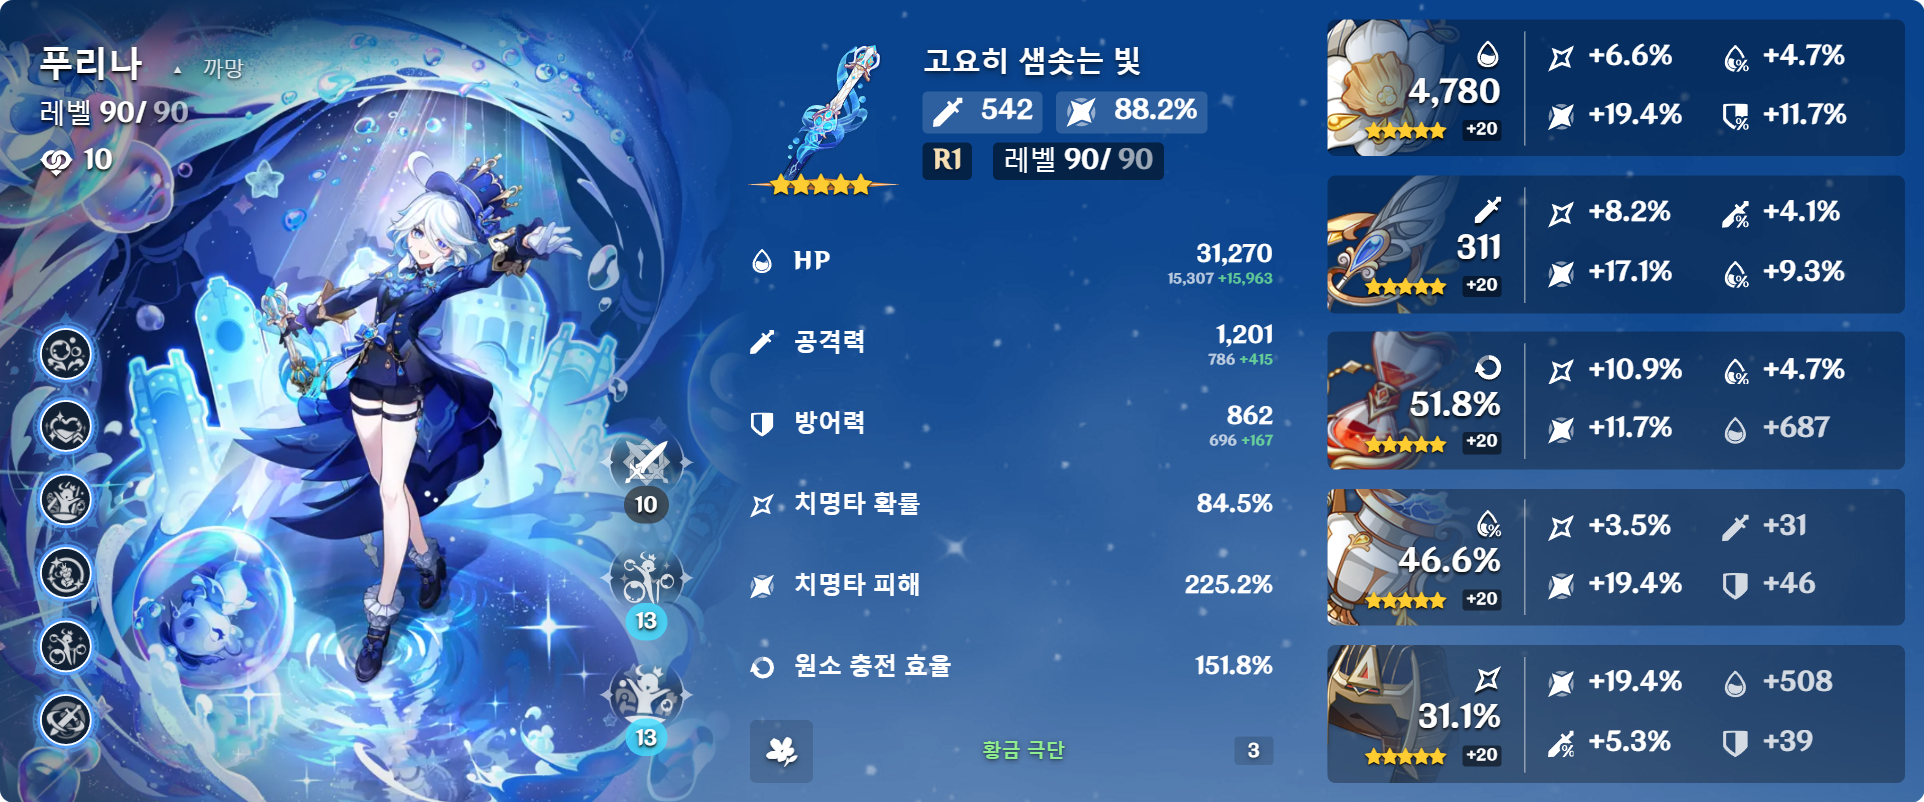 푸리나 ▲ 까망
레벨 90/ 90
10
10
13
13
고요히 샘솟는 빛
542 88.2%
R1 레벨 90/ 90
HP 31,270
15,307 +15,963
공격력 1,201
786 +415
방어력 862
696 +167
치명타 확률 84.5%
치명타 피해 225.2%
원소 충전 효율 151.8%
황금 극단 3
4,780
+20
+6.6% +4.7%
+19.4% +11.7%
311
+20
+8.2% +4.1%
+17.1% +9.3%
51.8%
+20
+10.9% +4.7%
+11.7% +687
46.6%
+20
+3.5% +31
+19.4% +46
31.1%
+20
+19.4% +508
+5.3% +39